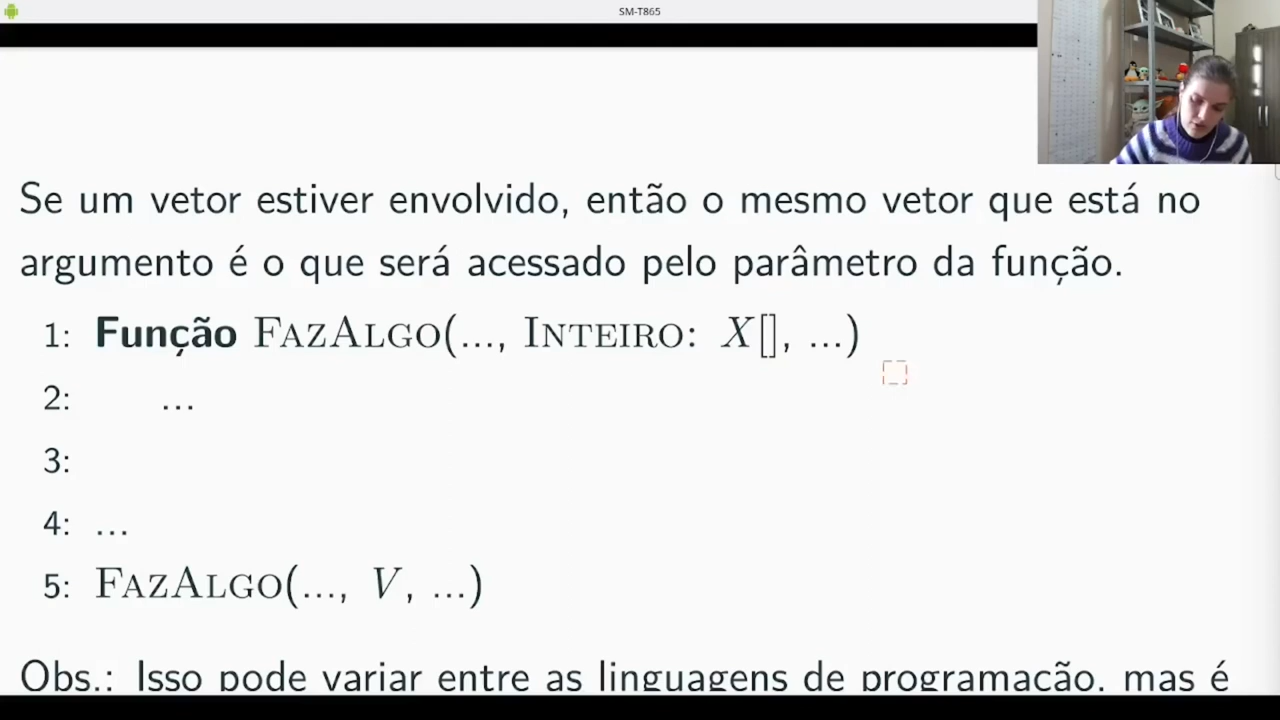 SM-T865
Se um vetor estiver envolvido, então o mesmo vetor que está no
argumento é o que será acessado pelo parâmetro da função.
1: Função FAZALGO(..., INTEIRO: X[], ...)
2: ...
3:
4: ...
5: FAZALGO(..., V, ...)
Obs.: Isso pode variar entre as linguagens de programação, mas é